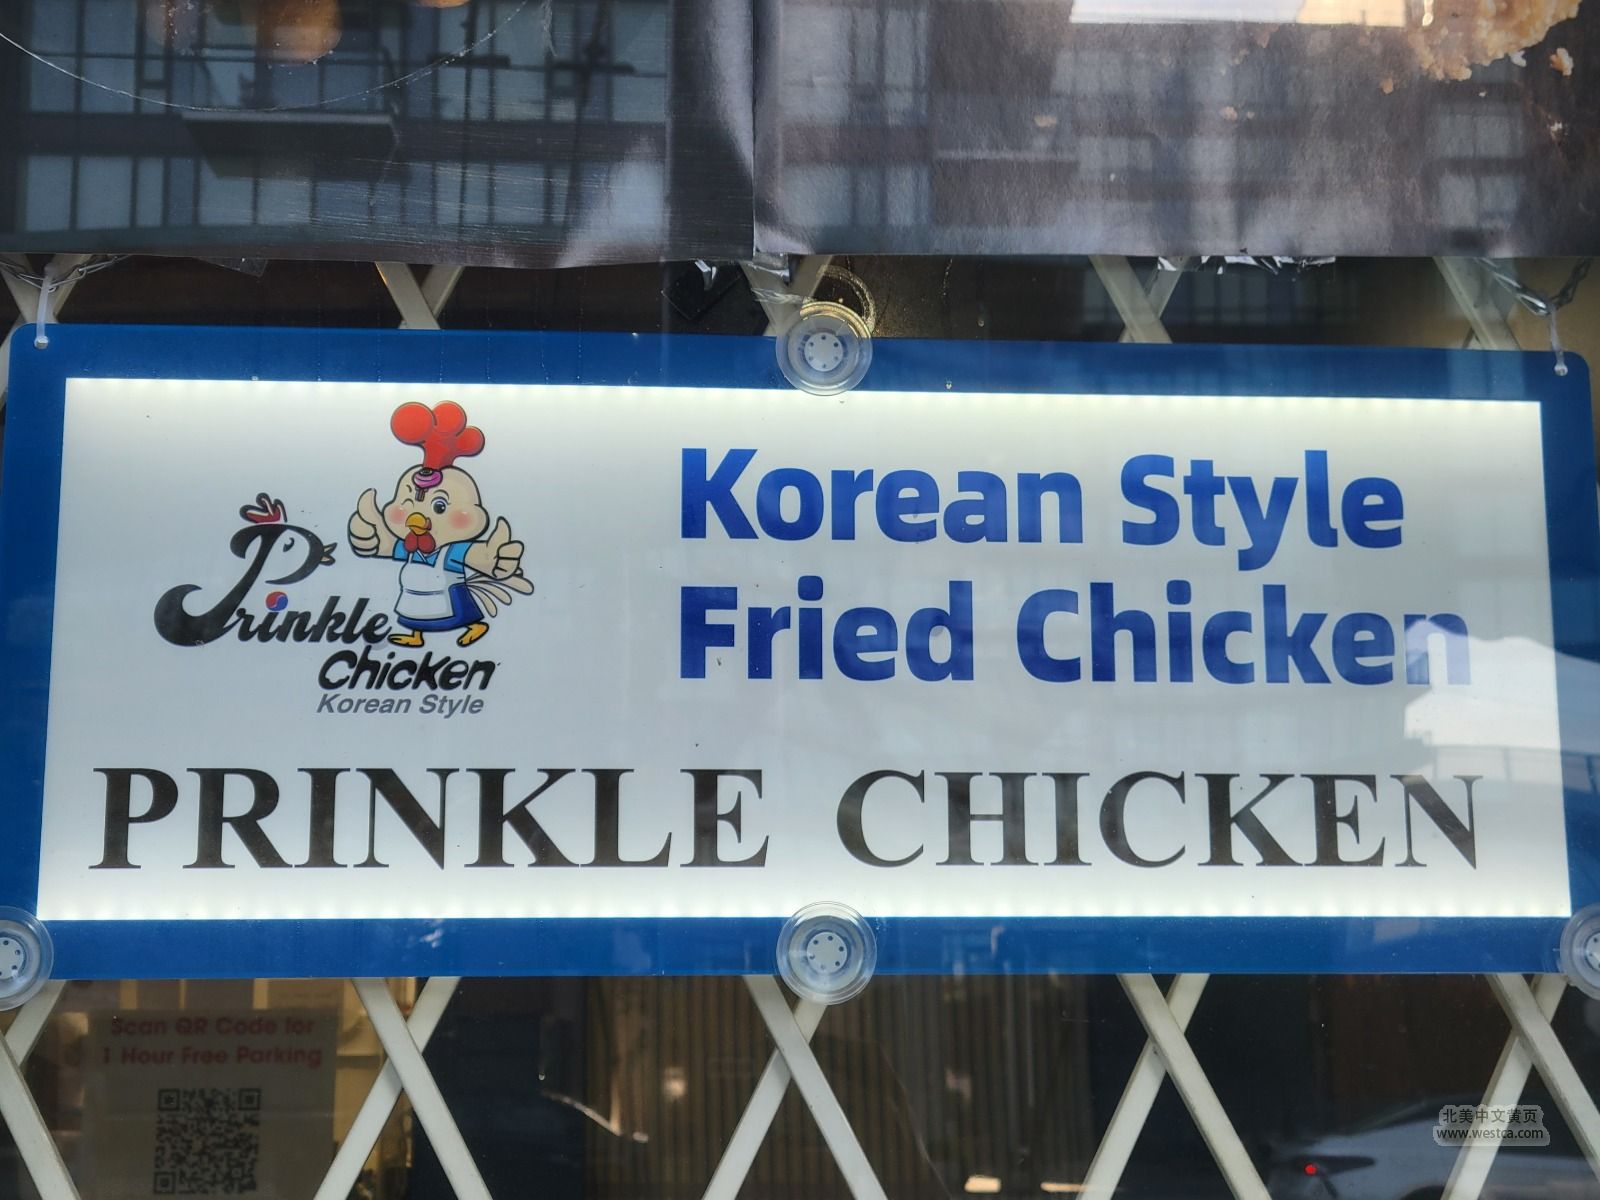 Prinkle
Chicken
Korean Style
Korean Style
Fried Chicken
PRINKLE CHICKEN
Scan QR Code for
1 Hour Free Parking
北美中文黄页
www.westca.com